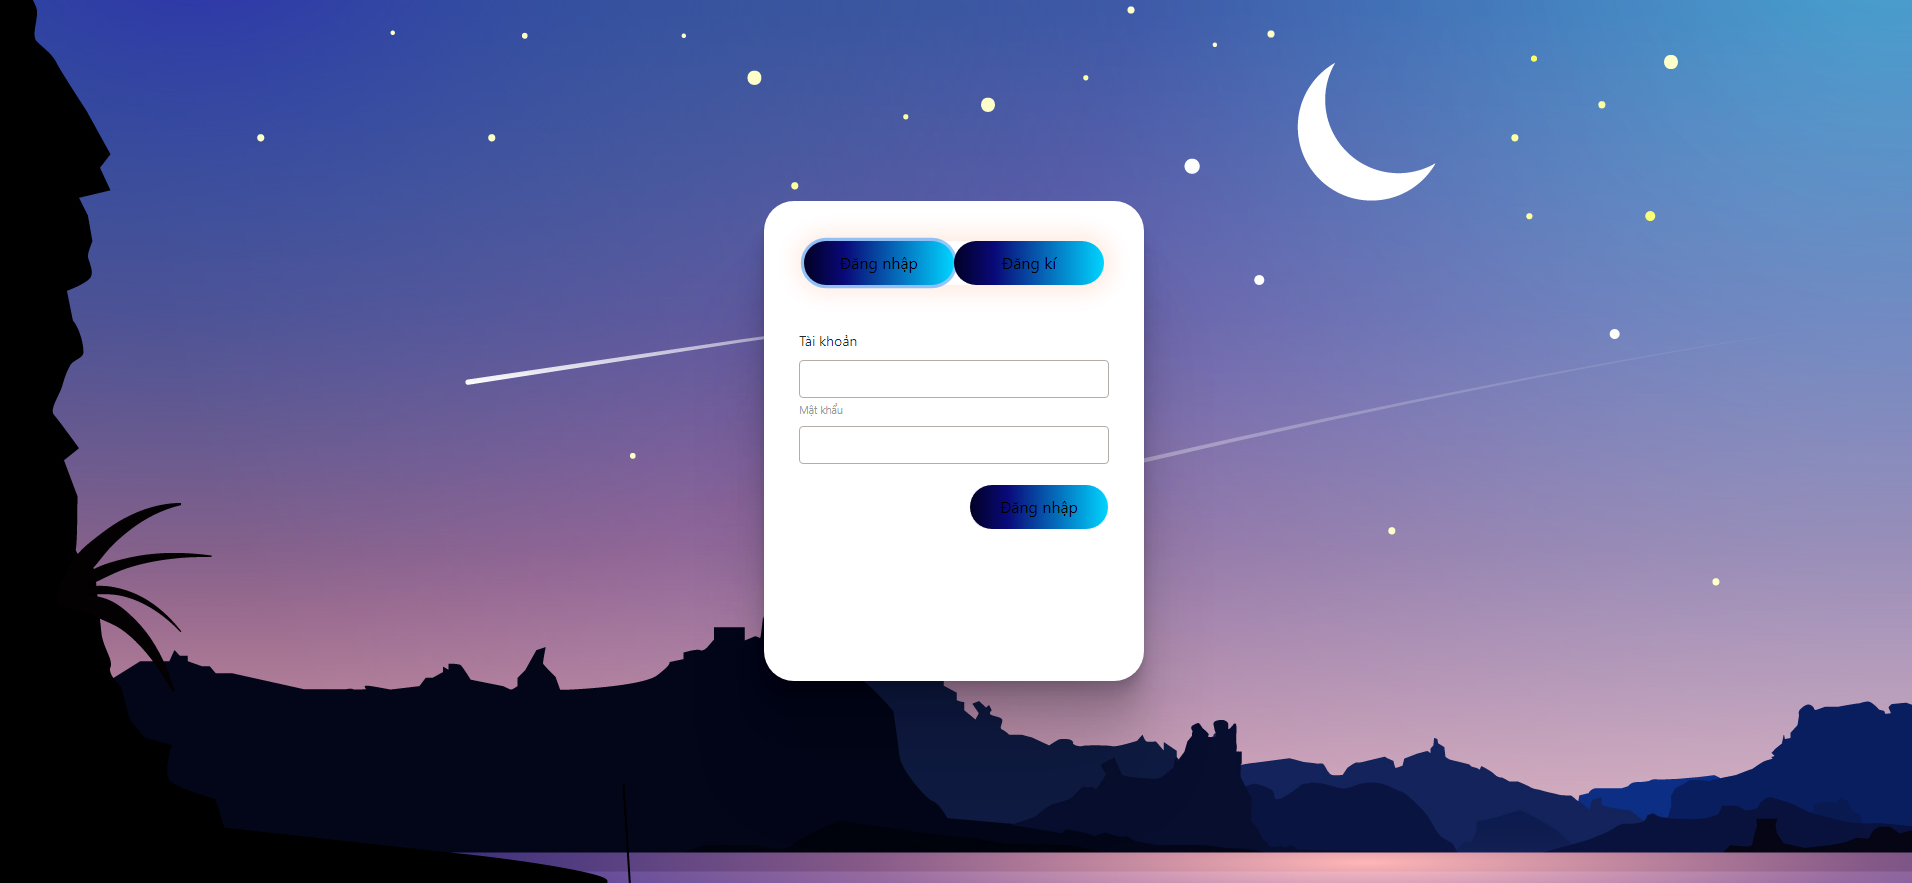 Đăng nhập
Đăng kí
Tài khoản
Mật khẩu
Đăng nhập